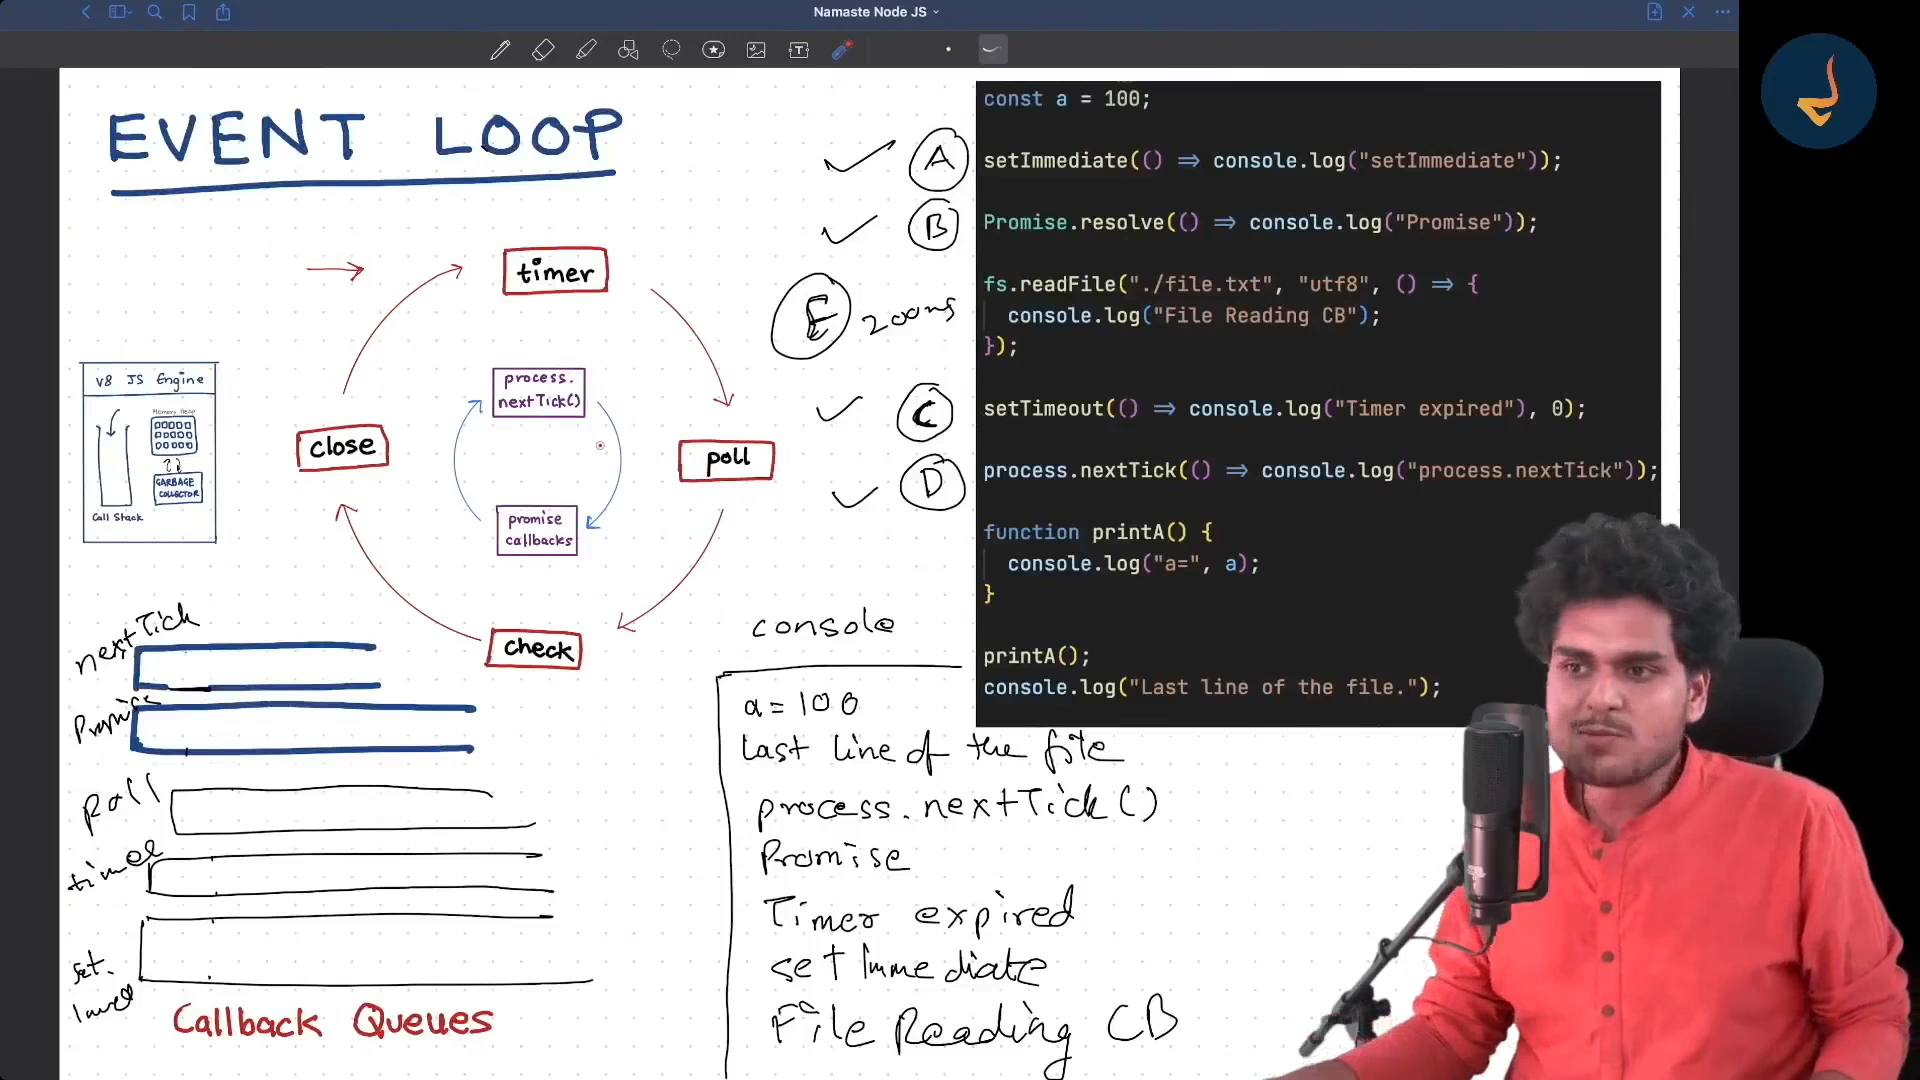 Namaste Node JS
EVENT LOOP
timer
process.
nextTick()
promise
callbacks
poll
check
close
V8 JS Engine
Memory Heap
GARBAGE
COLLECTOR
Call Stack
A
B
E 200ms
C
D
const a = 100;
setImmediate(() => console.log("setImmediate"));
Promise.resolve(() => console.log("Promise"));
fs.readFile("./file.txt", "utf8", () => {
console.log("File Reading CB");
});
setTimeout(() => console.log("Timer expired"), 0);
process.nextTick(() => console.log("process.nextTick"));
function printA() {
console.log("a=", a);
}
printA();
console.log("Last line of the file.");
nextTick
Promise
poll
timer
set.
Callback Queues
console
a = 100
Last line of the file
process.nextTick()
Promise
Timer expired
setImmediate
File Reading CB